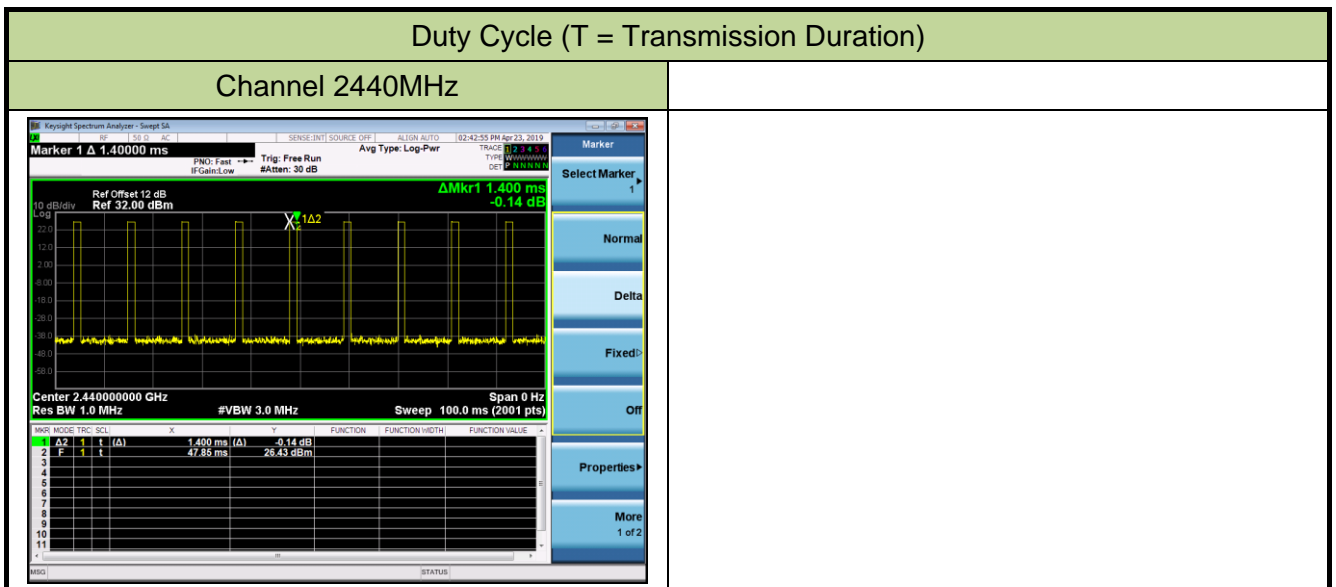 Duty Cycle (T = Transmission Duration)
Channel 2440MHz
Keysight Spectrum Analyzer - Swept SA
LXI RF 50 Ω AC SENSE:INT SOURCE OFF ALIGN AUTO 02:42:55 PM Apr 23, 2019
Marker 1 Δ 1.40000 ms
PNO: Fast
IFGain:Low
Trig: Free Run
#Atten: 30 dB
Avg Type: Log-Pwr
TRACE 1 2 3 4 5 6
TYPE WWWWWW
DET P N N N N N
ΔMkr1 1.400 ms
-0.14 dB
Ref Offset 12 dB
10 dB/div Ref 32.00 dBm
Log
22.0
12.0
2.00
-8.00
-18.0
-28.0
-38.0
-48.0
-58.0
1Δ2
Center 2.440000000 GHz Span 0 Hz
Res BW 1.0 MHz #VBW 3.0 MHz Sweep 100.0 ms (2001 pts)
MKR MODE TRC SCL X Y FUNCTION FUNCTION WIDTH FUNCTION VALUE
1 Δ2 1 t (Δ) 1.400 ms (Δ) -0.14 dB
2 F 1 t 47.85 ms 26.43 dBm
3
4
5
6
7
8
9
10
11
MSG STATUS
Marker
Select Marker
1
Normal
Delta
Fixed
Off
Properties
More
1 of 2